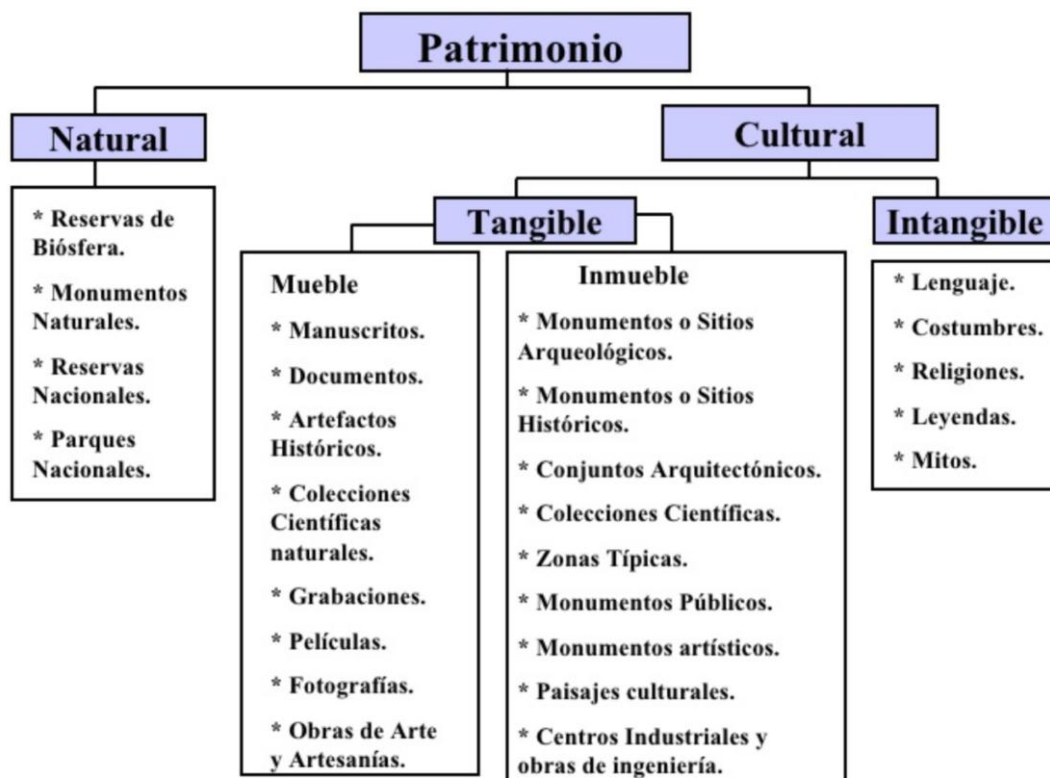 Patrimonio
Natural
Cultural
* Reservas de
Biósfera.
* Monumentos
Naturales.
* Reservas
Nacionales.
* Parques
Nacionales.
Tangible
Intangible
Mueble
* Manuscritos.
* Documentos.
* Artefactos
Históricos.
* Colecciones
Científicas
naturales.
* Grabaciones.
* Películas.
* Fotografías.
* Obras de Arte
y Artesanías.
Inmueble
* Monumentos o Sitios
Arqueológicos.
* Monumentos o Sitios
Históricos.
* Conjuntos Arquitectónicos.
* Colecciones Científicas.
* Zonas Típicas.
* Monumentos Públicos.
* Monumentos artísticos.
* Paisajes culturales.
* Centros Industriales y
obras de ingeniería.
* Lenguaje.
* Costumbres.
* Religiones.
* Leyendas.
* Mitos.